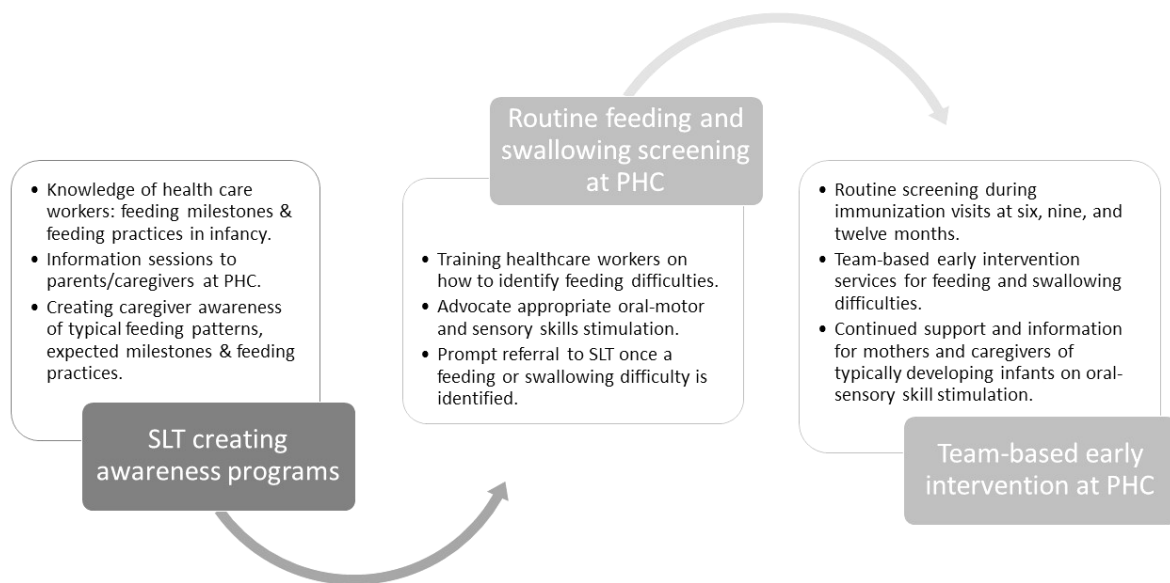 • Knowledge of health care
workers: feeding milestones &
feeding practices in infancy.
• Information sessions to
parents/caregivers at PHC.
• Creating caregiver awareness
of typical feeding patterns,
expected milestones & feeding
practices.
SLT creating
awareness programs
Routine feeding and
swallowing screening
at PHC
• Training healthcare workers on
how to identify feeding difficulties.
• Advocate appropriate oral-motor
and sensory skills stimulation.
• Prompt referral to SLT once a
feeding or swallowing difficulty is
identified.
• Routine screening during
immunization visits at six, nine, and
twelve months.
• Team-based early intervention
services for feeding and swallowing
difficulties.
• Continued support and information
for mothers and caregivers of
typically developing infants on oral-
sensory skill stimulation.
Team-based early
intervention at PHC